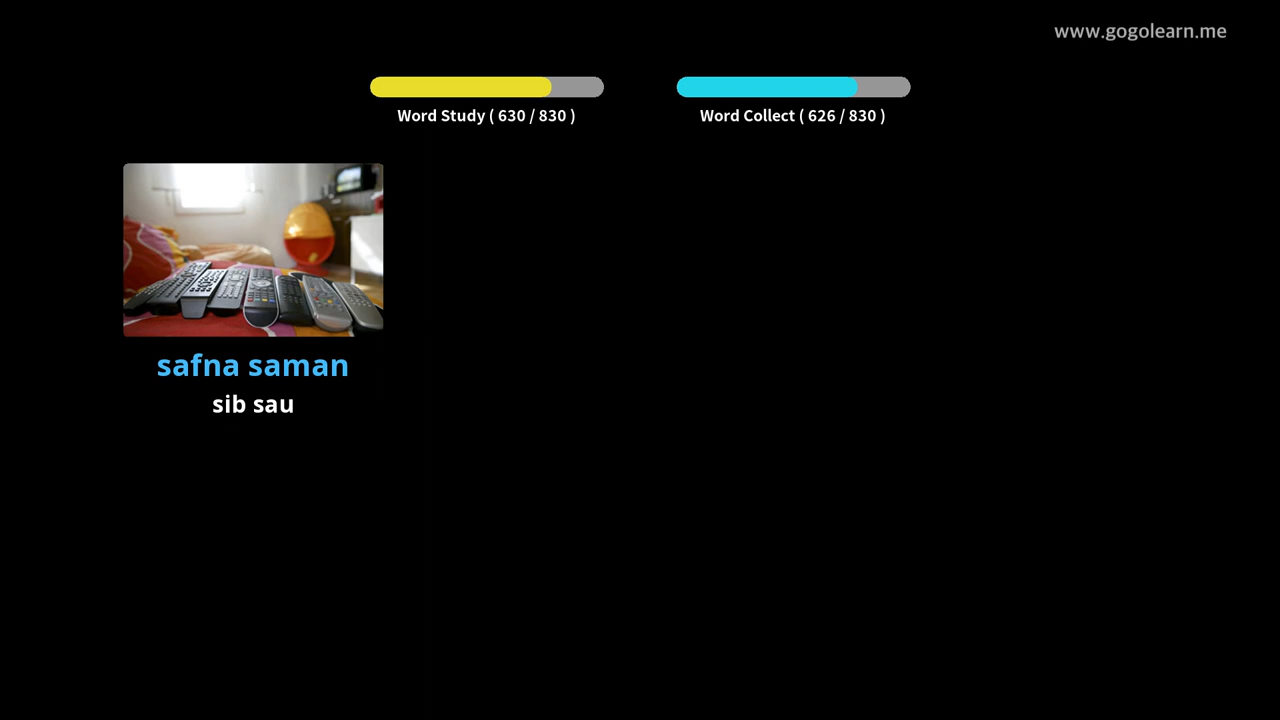 www.gogolearn.me
Word Study ( 630 / 830 )
Word Collect ( 626 / 830 )
safna saman
sib sau